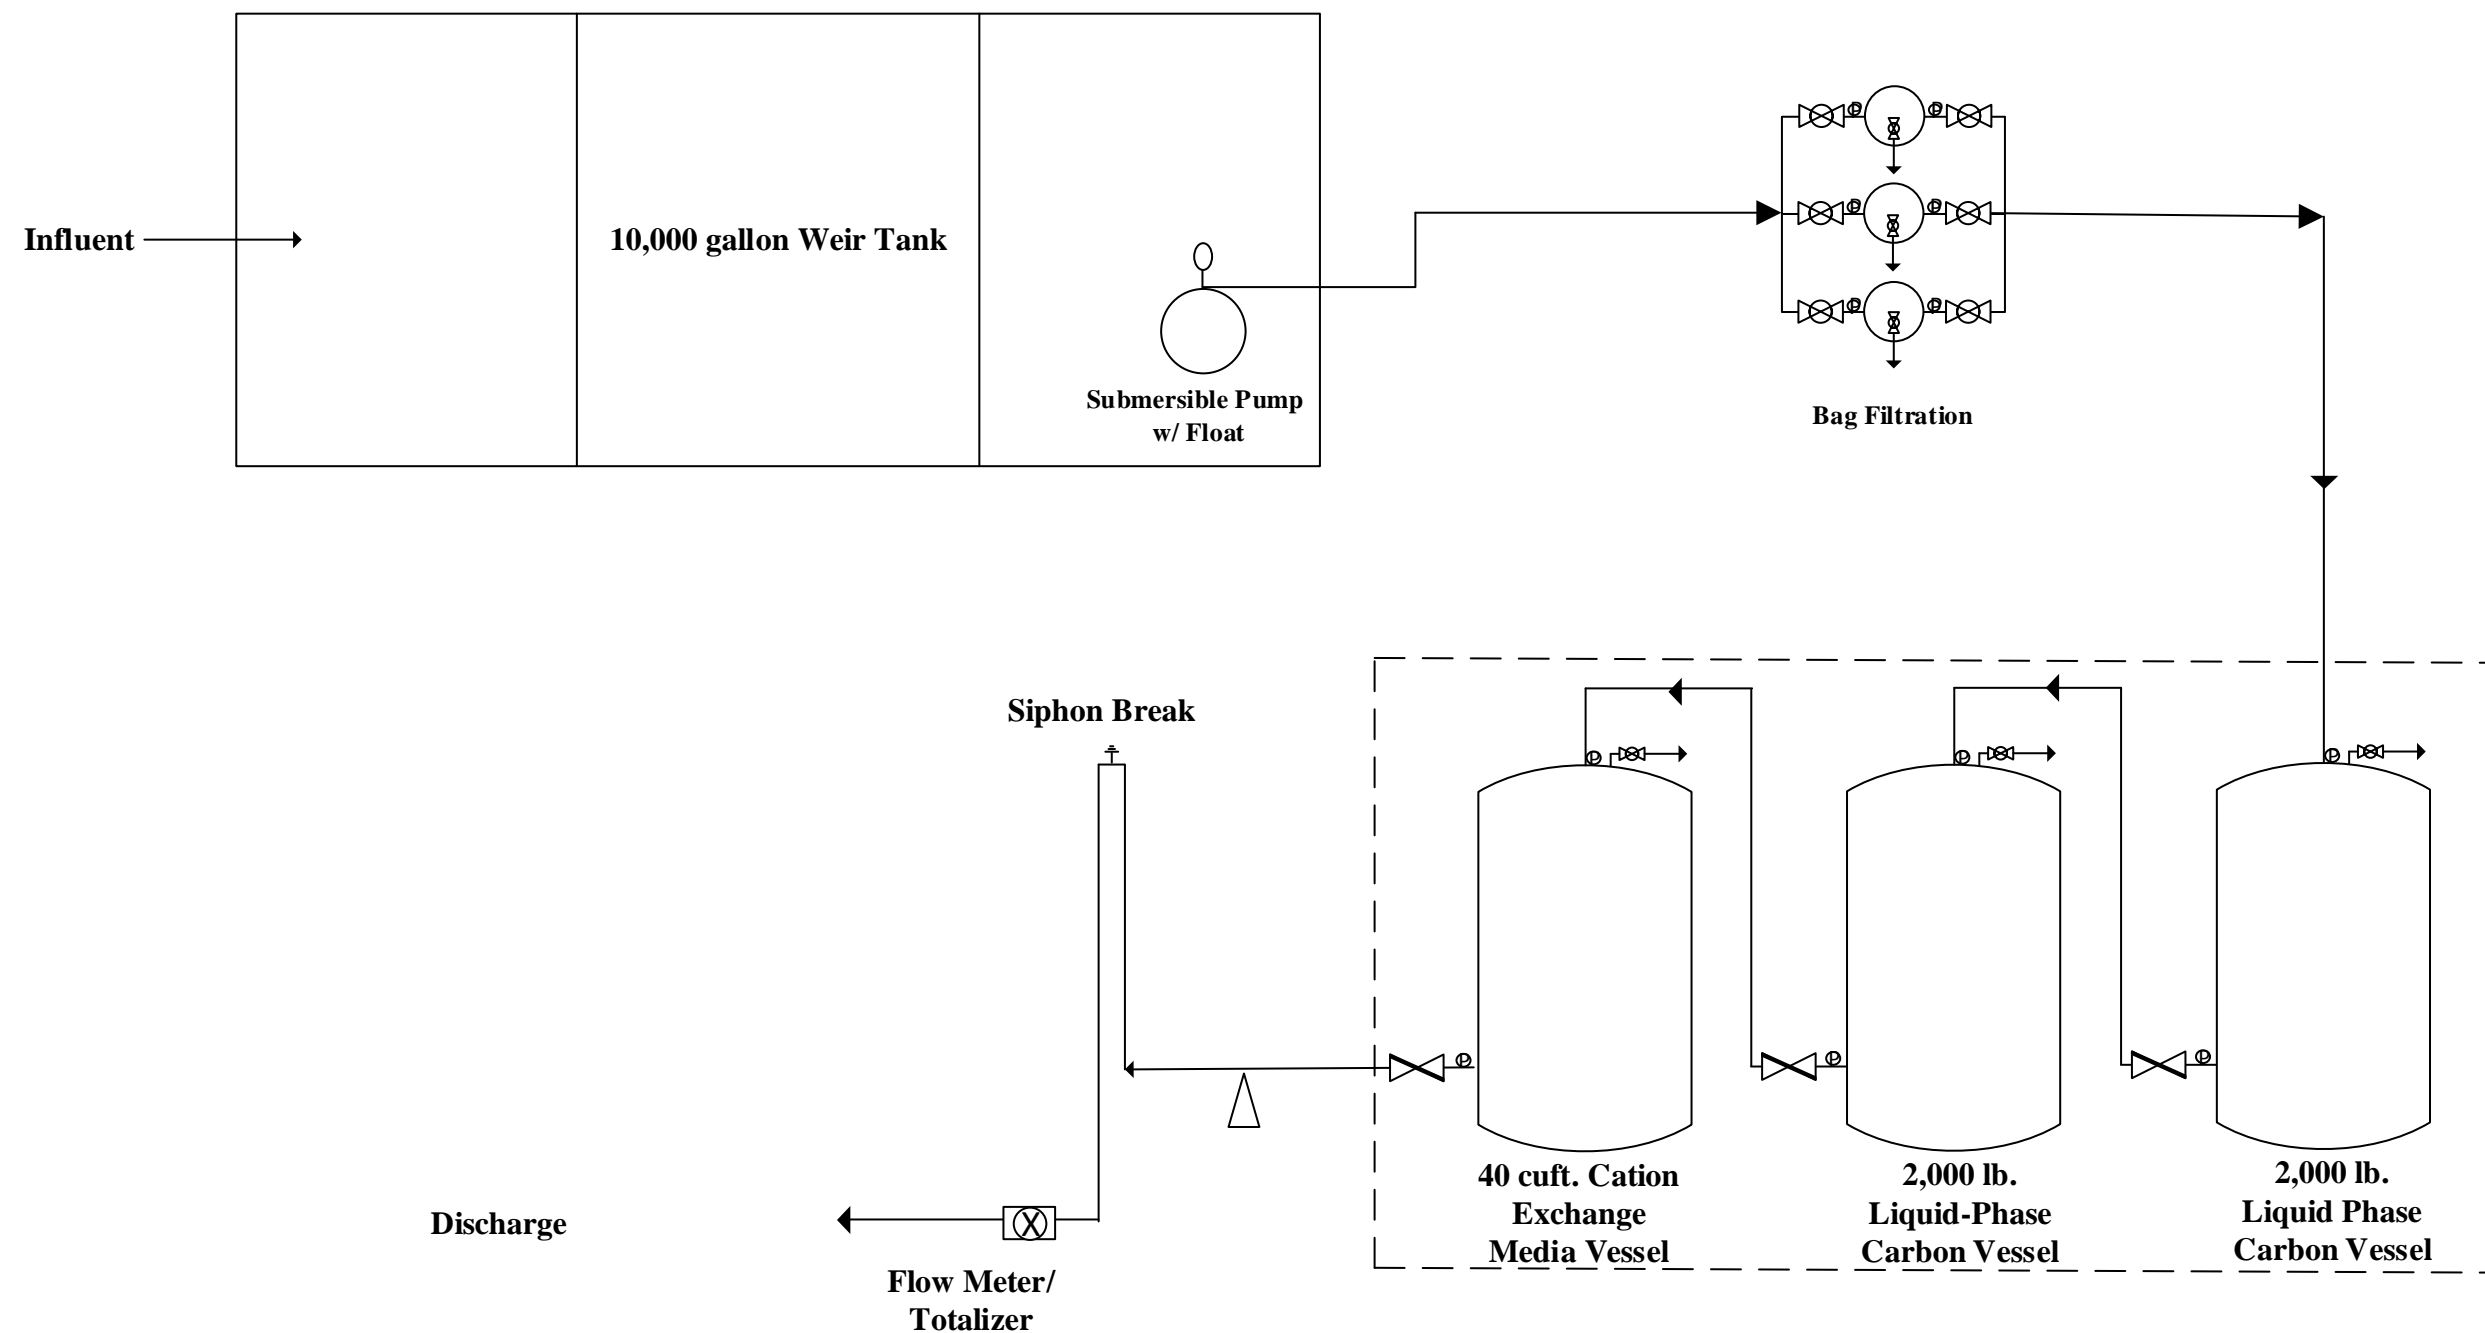 Influent
10,000 gallon Weir Tank
Submersible Pump
w/ Float
P P
P P
P P
Bag Filtration
Siphon Break
P
P
P
P
P
P
40 cuft. Cation
Exchange
Media Vessel
2,000 lb.
Liquid-Phase
Carbon Vessel
2,000 lb.
Liquid Phase
Carbon Vessel
Discharge
X
Flow Meter/
Totalizer